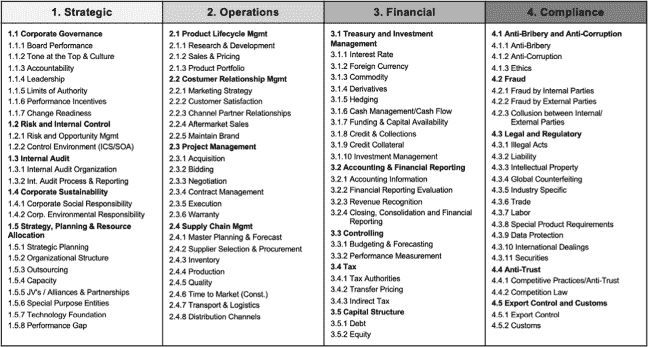 1. Strategic
1.1 Corporate Governance
1.1.1 Board Performance
1.1.2 Tone at the Top & Culture
1.1.3 Accountability
1.1.4 Leadership
1.1.5 Limits of Authority
1.1.6 Performance Incentives
1.1.7 Change Readiness
1.2 Risk and Internal Control
1.2.1 Risk and Opportunity Mgmt
1.2.2 Control Environment (ICS/SOA)
1.3 Internal Audit
1.3.1 Internal Audit Organization
1.3.2 Int. Audit Process & Reporting
1.4 Corporate Sustainability
1.4.1 Corporate Social Responsibility
1.4.2 Corp. Environmental Responsibility
1.5 Strategy, Planning & Resource
Allocation
1.5.1 Strategic Planning
1.5.2 Organizational Structure
1.5.3 Outsourcing
1.5.4 Capacity
1.5.5 JV's / Alliances & Partnerships
1.5.6 Special Purpose Entities
1.5.7 Technology Foundation
1.5.8 Performance Gap
2. Operations
2.1 Product Lifecycle Mgmt
2.1.1 Research & Development
2.1.2 Sales & Pricing
2.1.3 Product Portfolio
2.2 Costumer Relationship Mgmt
2.2.1 Marketing Strategy
2.2.2 Customer Satisfaction
2.2.3 Channel Partner Relationships
2.2.4 Aftermarket Sales
2.2.5 Maintain Brand
2.3 Project Management
2.3.1 Acquisition
2.3.2 Bidding
2.3.3 Negotiation
2.3.4 Contract Management
2.3.5 Execution
2.3.6 Warranty
2.4 Supply Chain Mgmt
2.4.1 Master Planning & Forecast
2.4.2 Supplier Selection & Procurement
2.4.3 Inventory
2.4.4 Production
2.4.5 Quality
2.4.6 Time to Market (Const.)
2.4.7 Transport & Logistics
2.4.8 Distribution Channels
3. Financial
3.1 Treasury and Investment
Management
3.1.1 Interest Rate
3.1.2 Foreign Currency
3.1.3 Commodity
3.1.4 Derivatives
3.1.5 Hedging
3.1.6 Cash Management/Cash Flow
3.1.7 Funding & Capital Availability
3.1.8 Credit & Collections
3.1.9 Credit Collateral
3.1.10 Investment Management
3.2 Accounting & Financial Reporting
3.2.1 Accounting Information
3.2.2 Financial Reporting Evaluation
3.2.3 Revenue Recognition
3.2.4 Closing, Consolidation and Financial
Reporting
3.3 Controlling
3.3.1 Budgeting & Forecasting
3.3.2 Performance Measurement
3.4 Tax
3.4.1 Tax Authorities
3.4.2 Transfer Pricing
3.4.3 Indirect Tax
3.5 Capital Structure
3.5.1 Debt
3.5.2 Equity
4. Compliance
4.1 Anti-Bribery and Anti-Corruption
4.1.1 Anti-Bribery
4.1.2 Anti-Corruption
4.1.3 Ethics
4.2 Fraud
4.2.1 Fraud by Internal Parties
4.2.2 Fraud by External Parties
4.2.3 Collusion between Internal/
External Parties
4.3 Legal and Regulatory
4.3.1 Illegal Acts
4.3.2 Liability
4.3.3 Intellectual Property
4.3.4 Global Counterfeiting
4.3.5 Industry Specific
4.3.6 Trade
4.3.7 Labor
4.3.8 Special Product Requirements
4.3.9 Data Protection
4.3.10 International Dealings
4.3.11 Securities
4.4 Anti-Trust
4.4.1 Competitive Practices/Anti-Trust
4.4.2 Competition Law
4.5 Export Control and Customs
4.5.1 Export Control
4.5.2 Customs